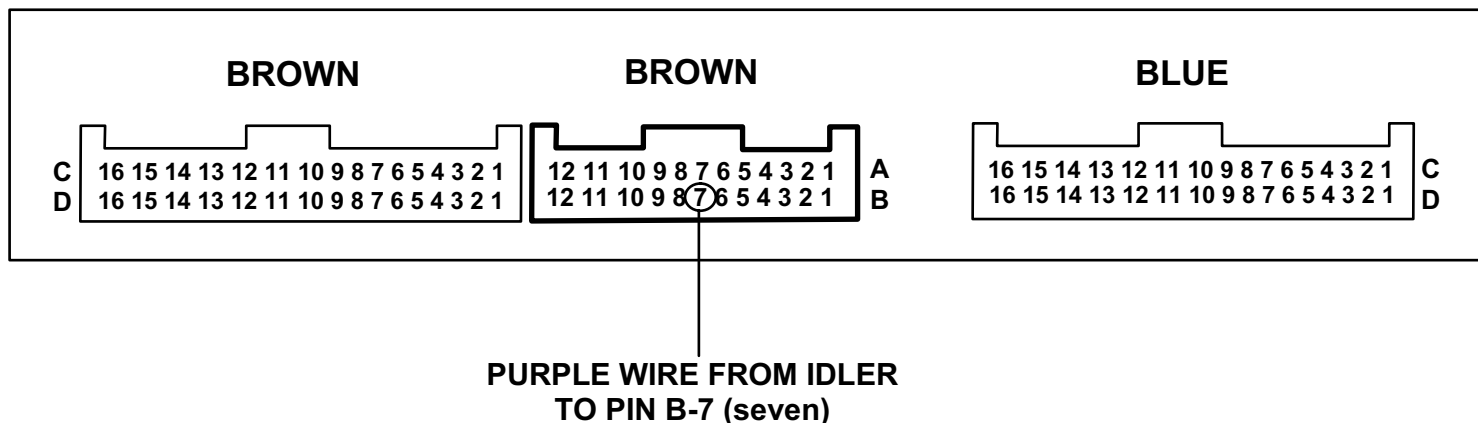 BROWN BROWN BLUE
C 16 15 14 13 12 11 10 9 8 7 6 5 4 3 2 1 12 11 10 9 8 7 6 5 4 3 2 1 A 16 15 14 13 12 11 10 9 8 7 6 5 4 3 2 1 C
D 16 15 14 13 12 11 10 9 8 7 6 5 4 3 2 1 12 11 10 9 8 7 6 5 4 3 2 1 B 16 15 14 13 12 11 10 9 8 7 6 5 4 3 2 1 D
PURPLE WIRE FROM IDLER
TO PIN B-7 (seven)